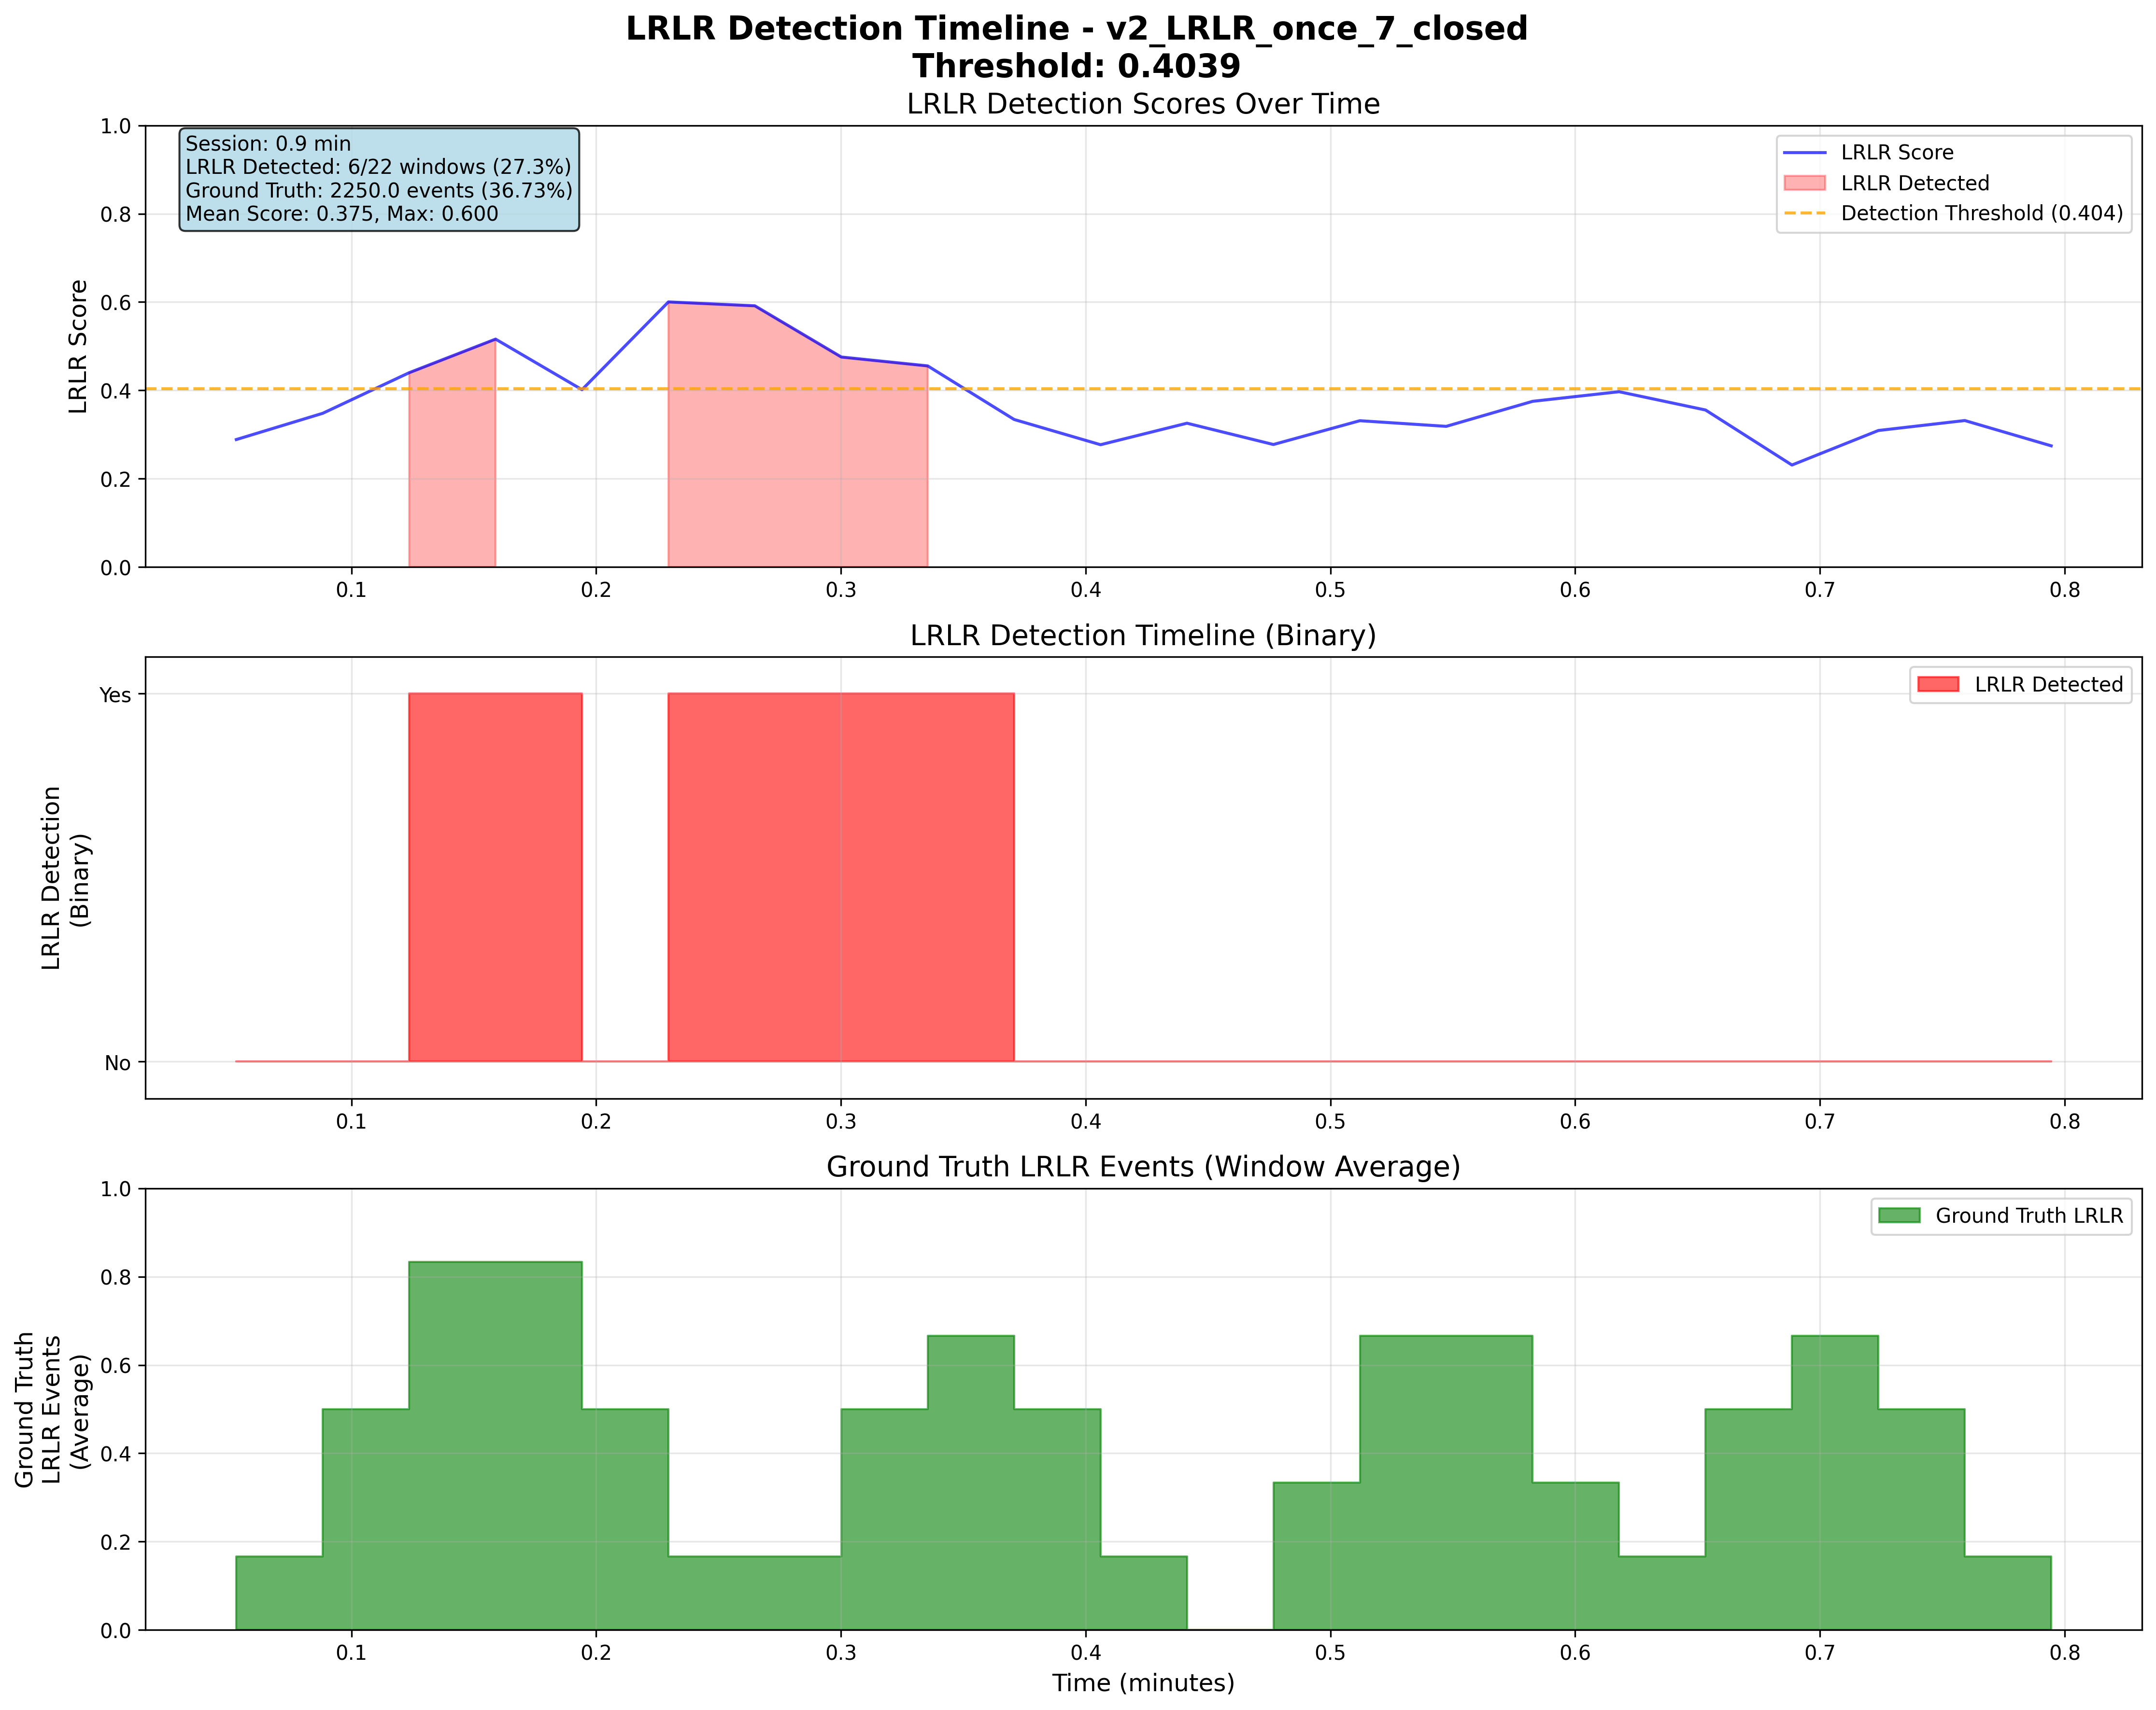 LRLR Detection Timeline - v2_LRLR_once_7_closed
Threshold: 0.4039
LRLR Detection Scores Over Time
Session: 0.9 min
LRLR Detected: 6/22 windows (27.3%)
Ground Truth: 2250.0 events (36.73%)
Mean Score: 0.375, Max: 0.600
LRLR Score
LRLR Detected
Detection Threshold (0.404)
LRLR Score
1.0
0.8
0.6
0.4
0.2
0.0
0.1 0.2 0.3 0.4 0.5 0.6 0.7 0.8
LRLR Detection Timeline (Binary)
LRLR Detected
LRLR Detection
(Binary)
Yes
No
0.1 0.2 0.3 0.4 0.5 0.6 0.7 0.8
Ground Truth LRLR Events (Window Average)
Ground Truth LRLR
Ground Truth
LRLR Events
(Average)
1.0
0.8
0.6
0.4
0.2
0.0
0.1 0.2 0.3 0.4 0.5 0.6 0.7 0.8
Time (minutes)